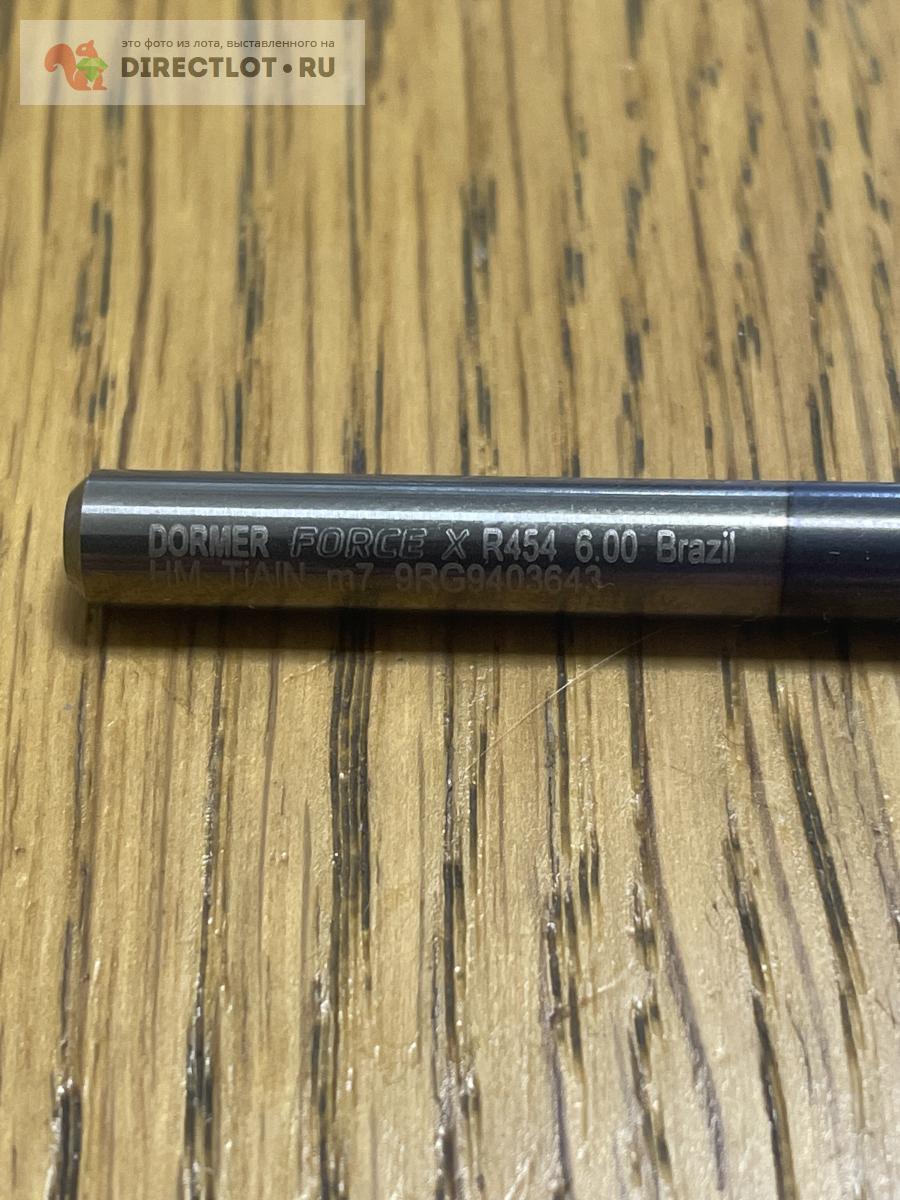 это фото из лота, выставленного на
DIRECTLOT•RU
DORMER FORCE X R454 6.00 Brazil
HM TiAlN m7 9RG9403643